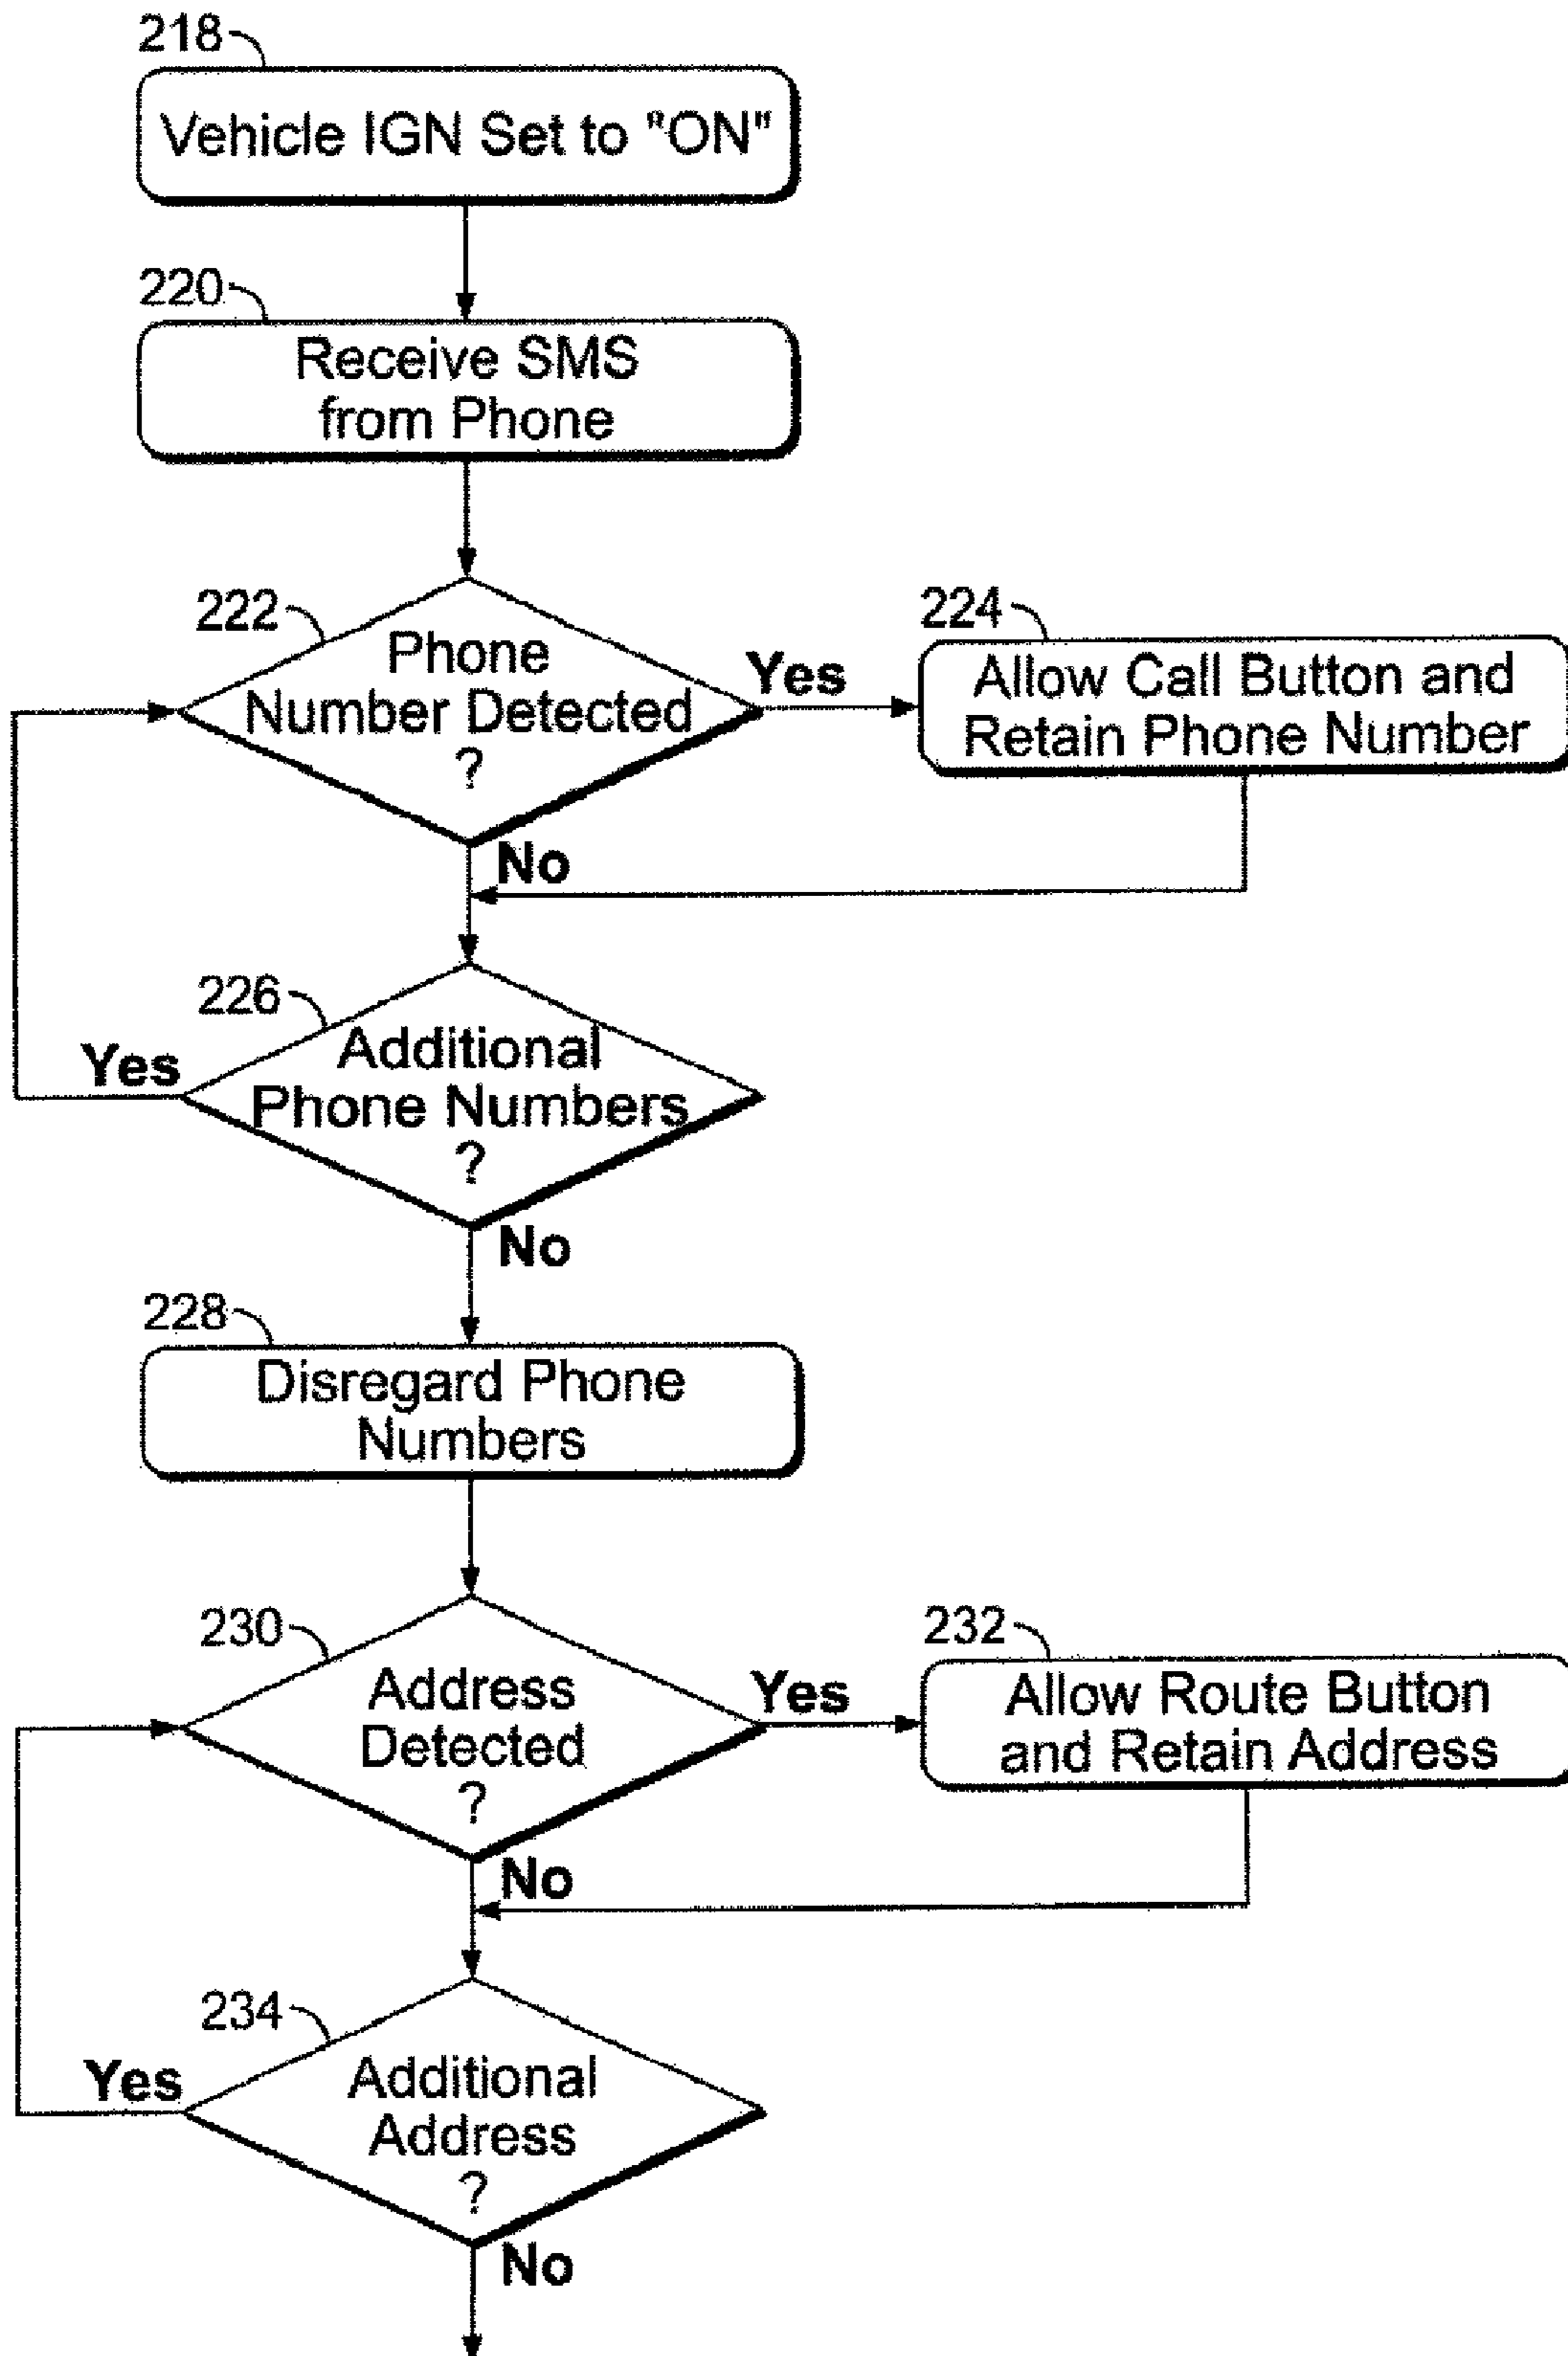 218
Vehicle IGN Set to "ON"
220
Receive SMS
from Phone
222
Phone
Number Detected
?
Yes
224
Allow Call Button and
Retain Phone Number
No
226
Additional
Phone Numbers
?
Yes
No
228
Disregard Phone
Numbers
230
Address
Detected
?
Yes
232
Allow Route Button
and Retain Address
No
234
Additional
Address
?
Yes
No